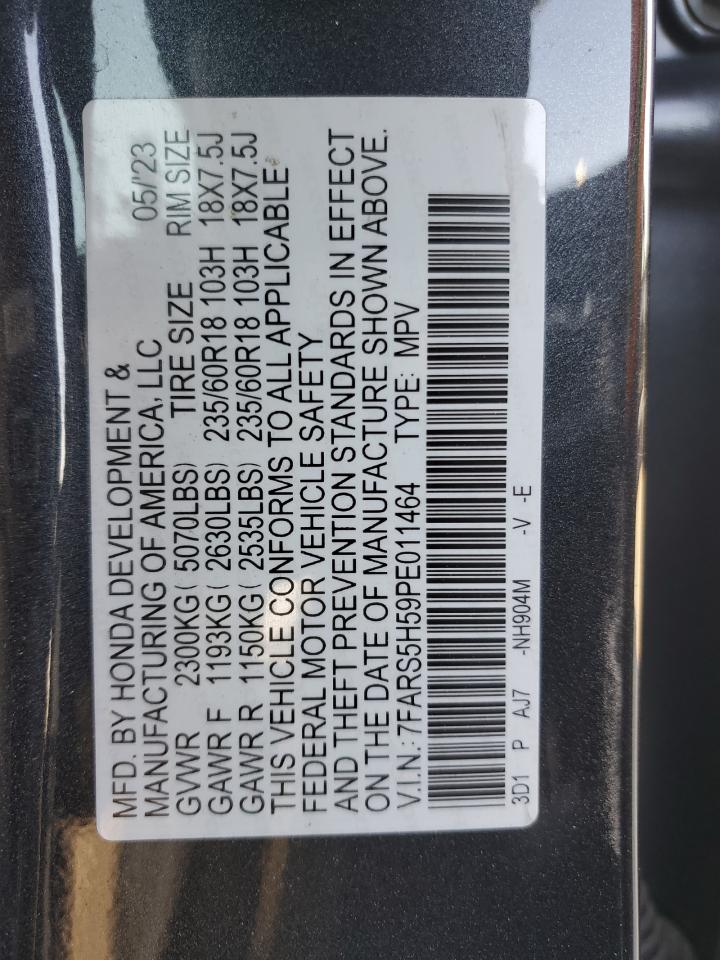 MFD. BY HONDA DEVELOPMENT &
MANUFACTURING OF AMERICA, LLC 05/'23
GVWR 2300KG ( 5070LBS) TIRE SIZE RIM SIZE
GAWR F 1193KG ( 2630LBS) 235/60R18 103H 18X7.5J
GAWR R 1150KG ( 2535LBS) 235/60R18 103H 18X7.5J
THIS VEHICLE CONFORMS TO ALL APPLICABLE
FEDERAL MOTOR VEHICLE SAFETY
AND THEFT PREVENTION STANDARDS IN EFFECT
ON THE DATE OF MANUFACTURE SHOWN ABOVE.
V.I.N.: 7FARS5H59PE011464 TYPE: MPV
3D1 P AJ7 -NH904M -V -E